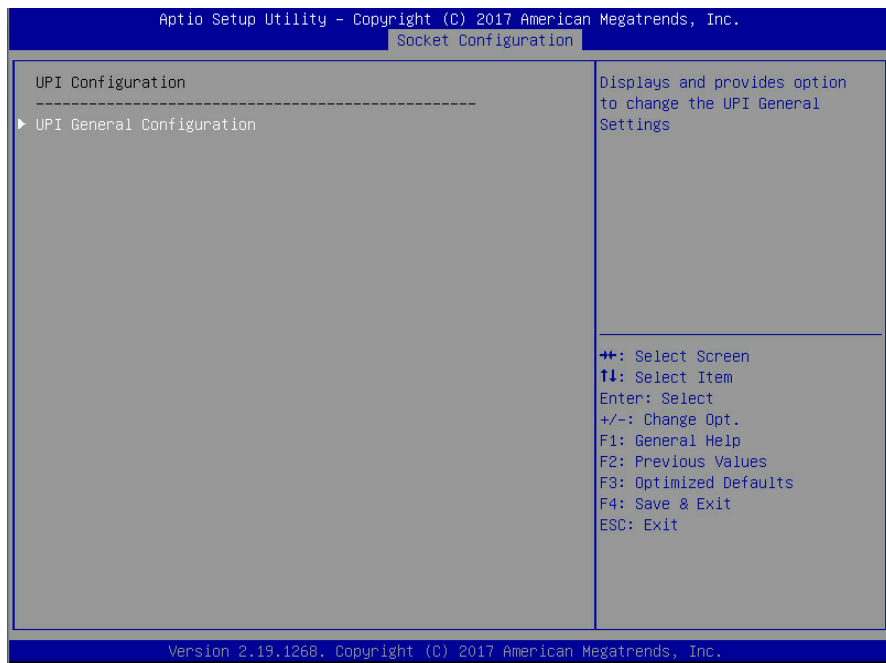 Aptio Setup Utility – Copyright (C) 2017 American Megatrends, Inc.
Socket Configuration
UPI Configuration
--------------------------------------------------
UPI General Configuration
Displays and provides option
to change the UPI General
Settings
→←: Select Screen
↑↓: Select Item
Enter: Select
+/-: Change Opt.
F1: General Help
F2: Previous Values
F3: Optimized Defaults
F4: Save & Exit
ESC: Exit
Version 2.19.1268. Copyright (C) 2017 American Megatrends, Inc.